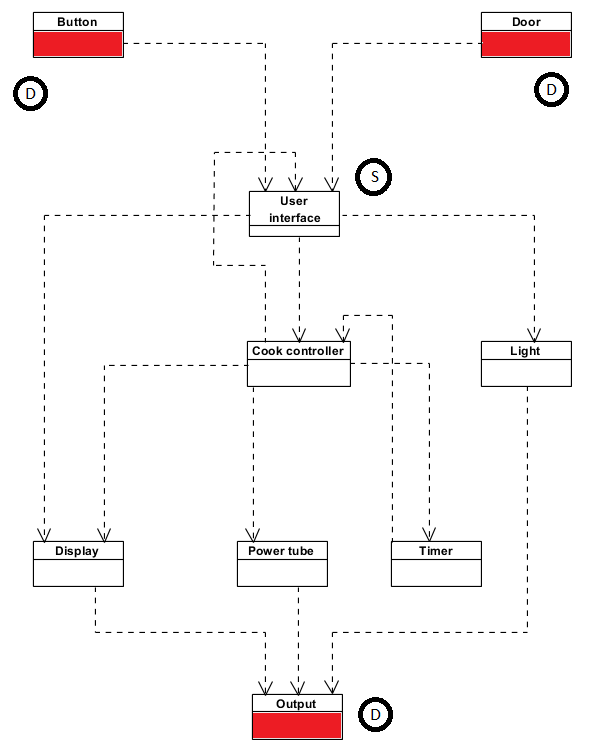 Button
Door
D
D
S
User
interface
Cook controller
Light
Display
Power tube
Timer
Output
D